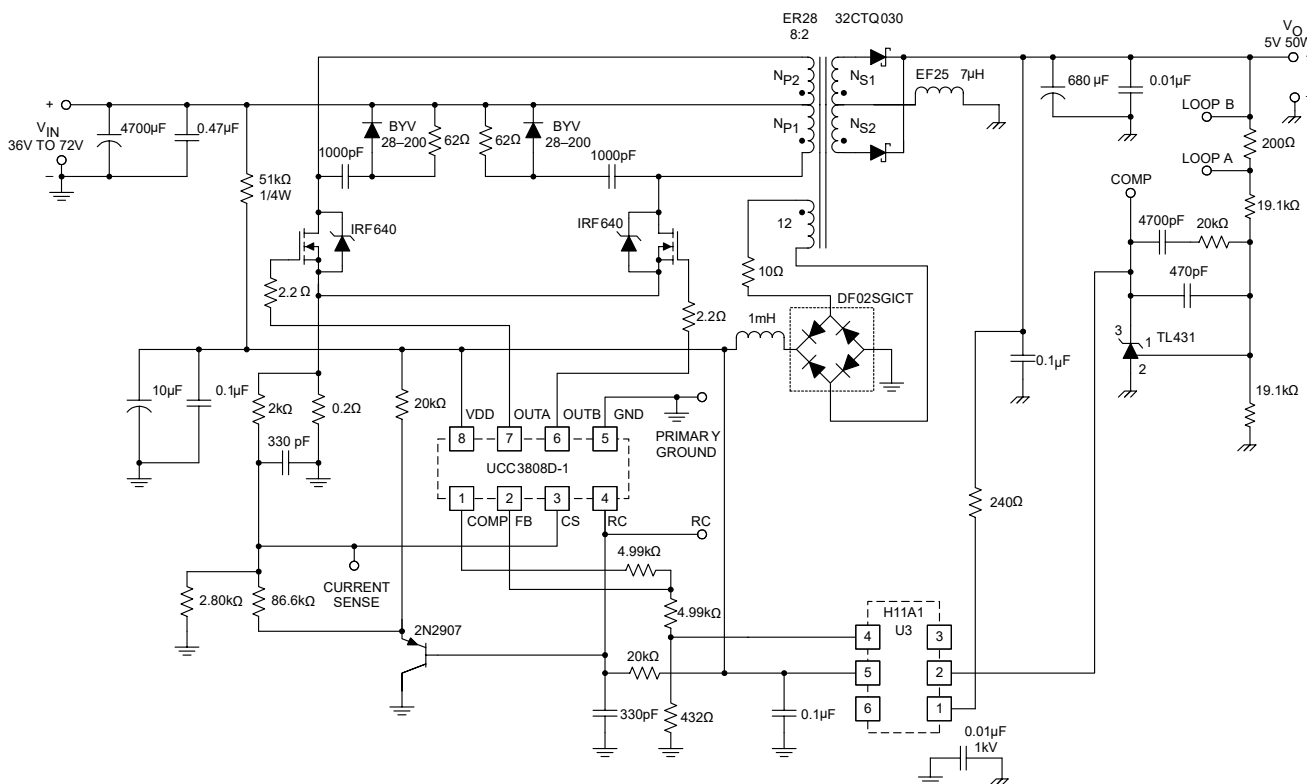 ER28 32CTQ030
8:2
VO
5V 50W
+
–
NP2
NS1
EF25 7µH
680 µF
0.01µF
LOOP B
+
VIN
36V TO 72V
–
4700µF
0.47µF
BYV
28–200
62Ω
62Ω
BYV
28–200
NP1
NS2
200Ω
LOOP A
1000pF
1000pF
51kΩ
1/4W
COMP
19.1kΩ
4700pF
20kΩ
IRF640
IRF640
12
10Ω
470pF
2.2 Ω
2.2Ω
DF02SGICT
1mH
3
1
TL431
2
10µF
0.1µF
2kΩ
0.2Ω
20kΩ
0.1µF
19.1kΩ
330 pF
VDD
OUTA
OUTB
GND
8
7
6
5
PRIMARY
GROUND
UCC3808D-1
1
2
3
4
COMP
FB
CS
RC
RC
240Ω
4.99kΩ
CURRENT
SENSE
2.80kΩ
86.6kΩ
4.99kΩ
H11A1
U3
2N2907
4
3
20kΩ
5
2
330pF
432Ω
0.1µF
6
1
0.01µF
1kV